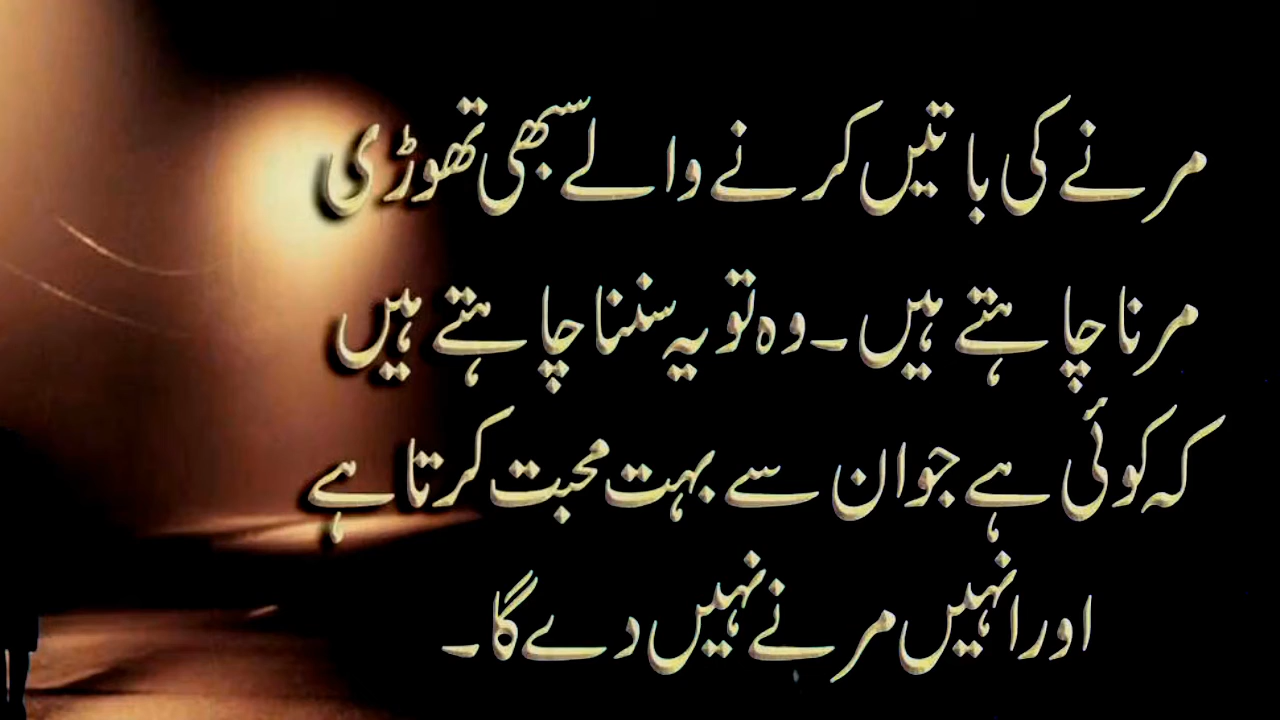 مرنے کی باتیں کرنے والے سبھی تھوڑی
مرنا چاہتے ہیں۔ وہ تو یہ سننا چاہتے ہیں
کہ کوئی ہے جو ان سے بہت محبت کرتا ہے
اور انہیں مرنے نہیں دے گا۔